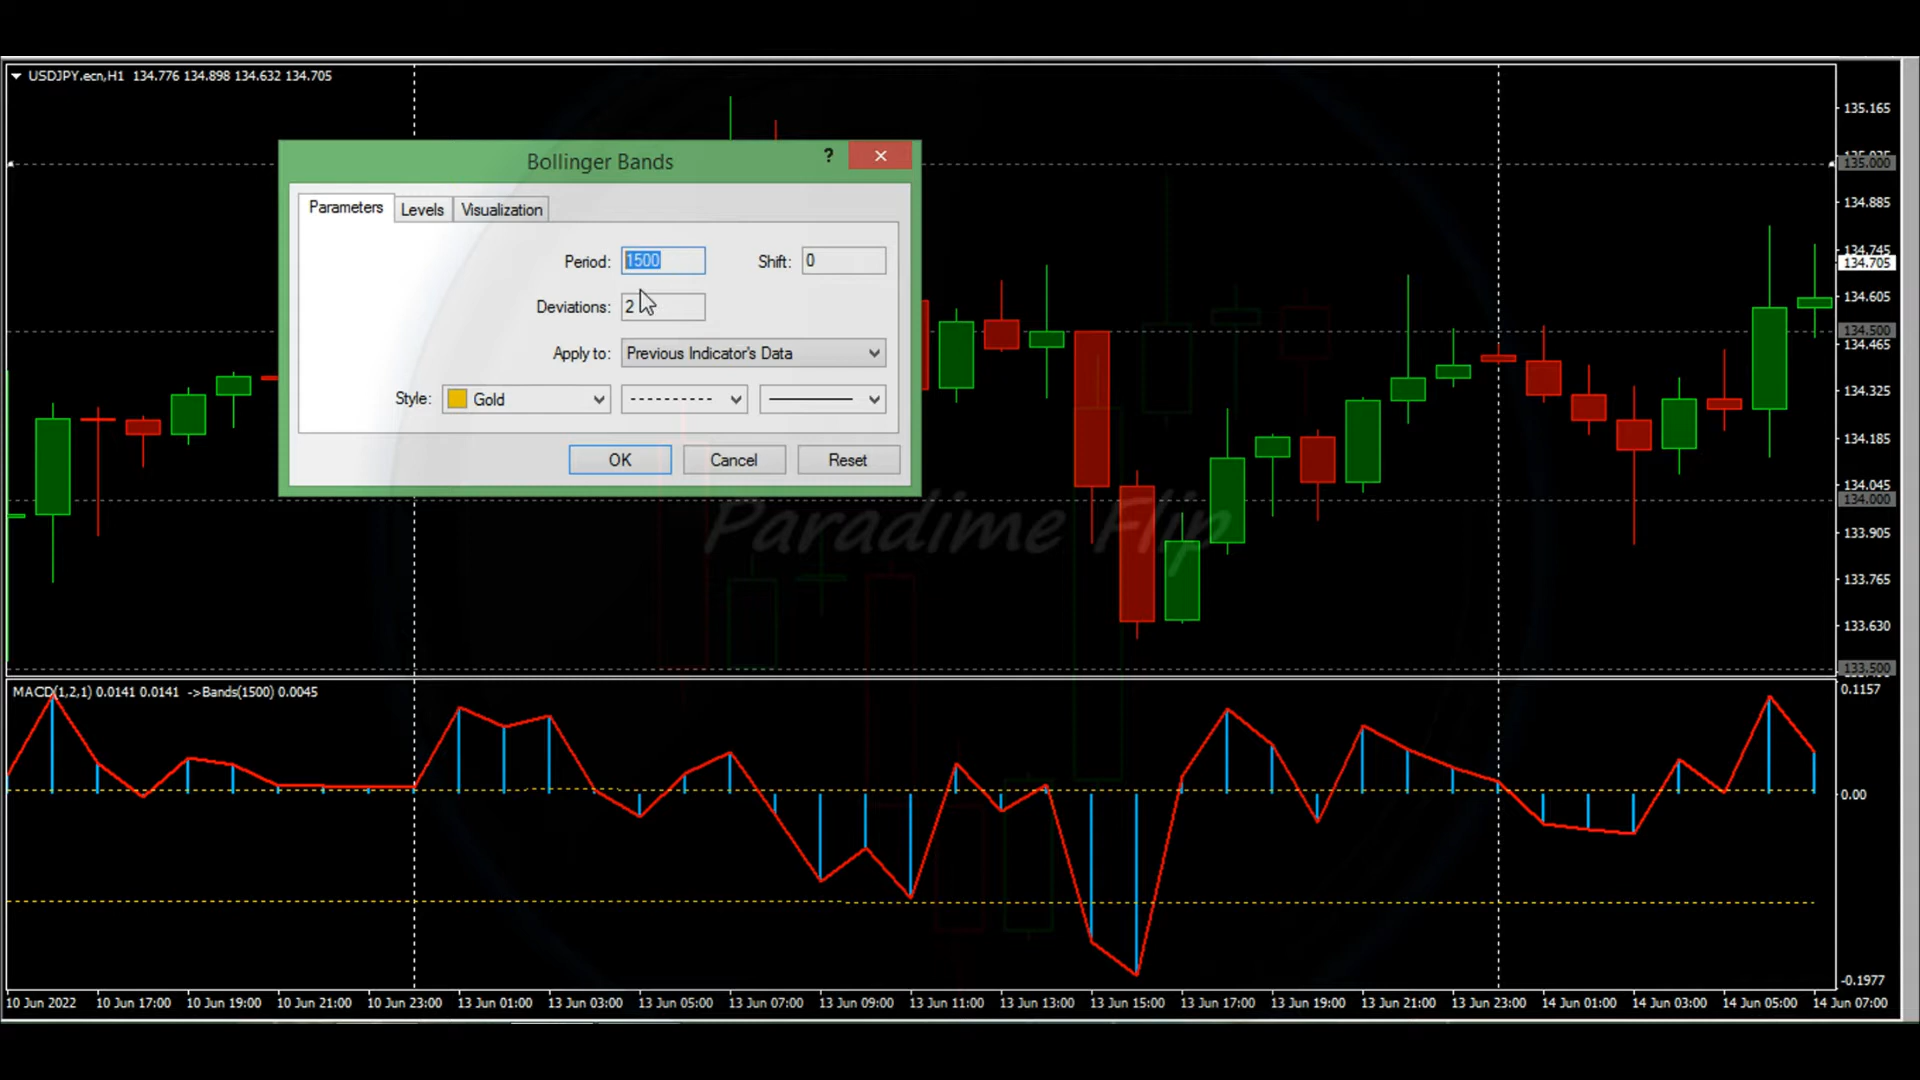 USDJPY.ecn,H1 134.776 134.898 134.632 134.705
Bollinger Bands
?
Parameters
Levels
Visualization
Period: 1500
Shift: 0
Deviations: 2
Apply to: Previous Indicator's Data
Style: Gold
OK
Cancel
Reset
Paradime Flip
135.165
135.000
134.885
134.745
134.705
134.605
134.500
134.465
134.325
134.185
134.045
134.000
133.905
133.765
133.630
133.500
MACD(1,2,1) 0.0141 0.0141 ->Bands(1500) 0.0045
0.1157
0.00
-0.1977
10 Jun 2022 10 Jun 17:00 10 Jun 19:00 10 Jun 21:00 10 Jun 23:00 13 Jun 01:00 13 Jun 03:00 13 Jun 05:00 13 Jun 07:00 13 Jun 09:00 13 Jun 11:00 13 Jun 13:00 13 Jun 15:00 13 Jun 17:00 13 Jun 19:00 13 Jun 21:00 13 Jun 23:00 14 Jun 01:00 14 Jun 03:00 14 Jun 05:00 14 Jun 07:00